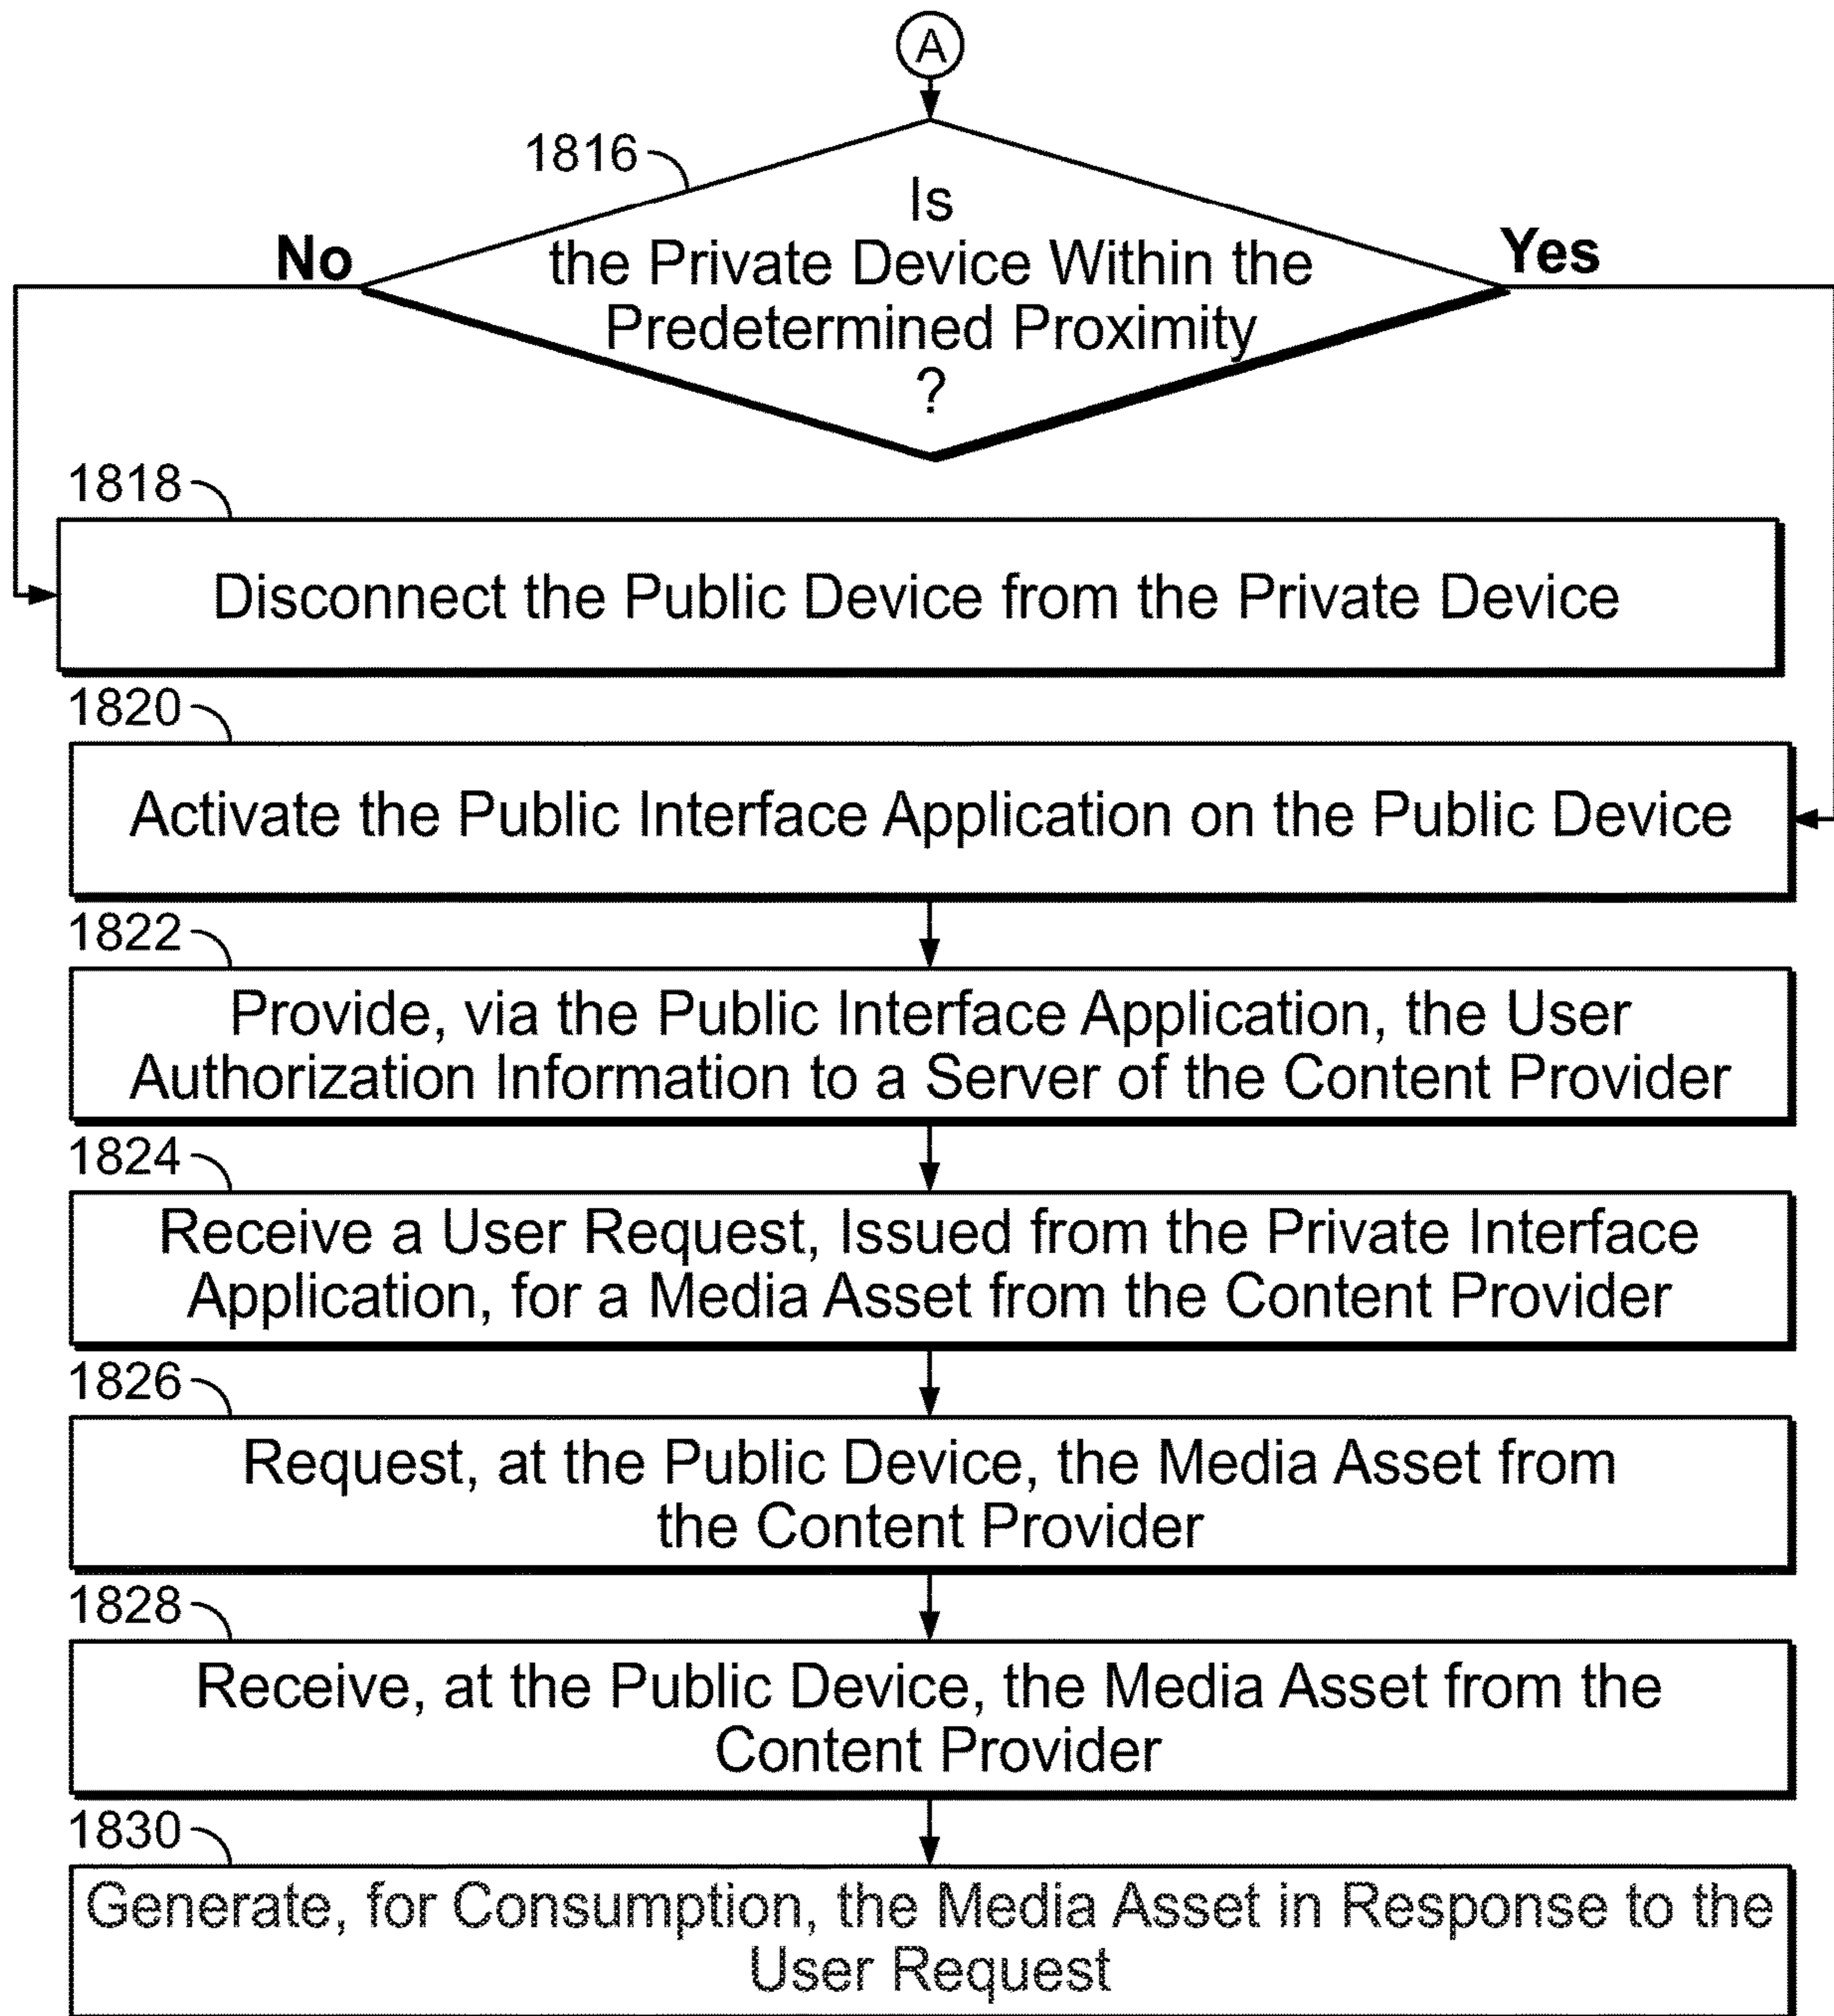 A
1816
Is
No
the Private Device Within the
Yes
Predetermined Proximity
?
1818
Disconnect the Public Device from the Private Device
1820
Activate the Public Interface Application on the Public Device
1822
Provide, via the Public Interface Application, the User
Authorization Information to a Server of the Content Provider
1824
Receive a User Request, Issued from the Private Interface
Application, for a Media Asset from the Content Provider
1826
Request, at the Public Device, the Media Asset from
the Content Provider
1828
Receive, at the Public Device, the Media Asset from the
Content Provider
1830
Generate, for Consumption, the Media Asset in Response to the
User Request